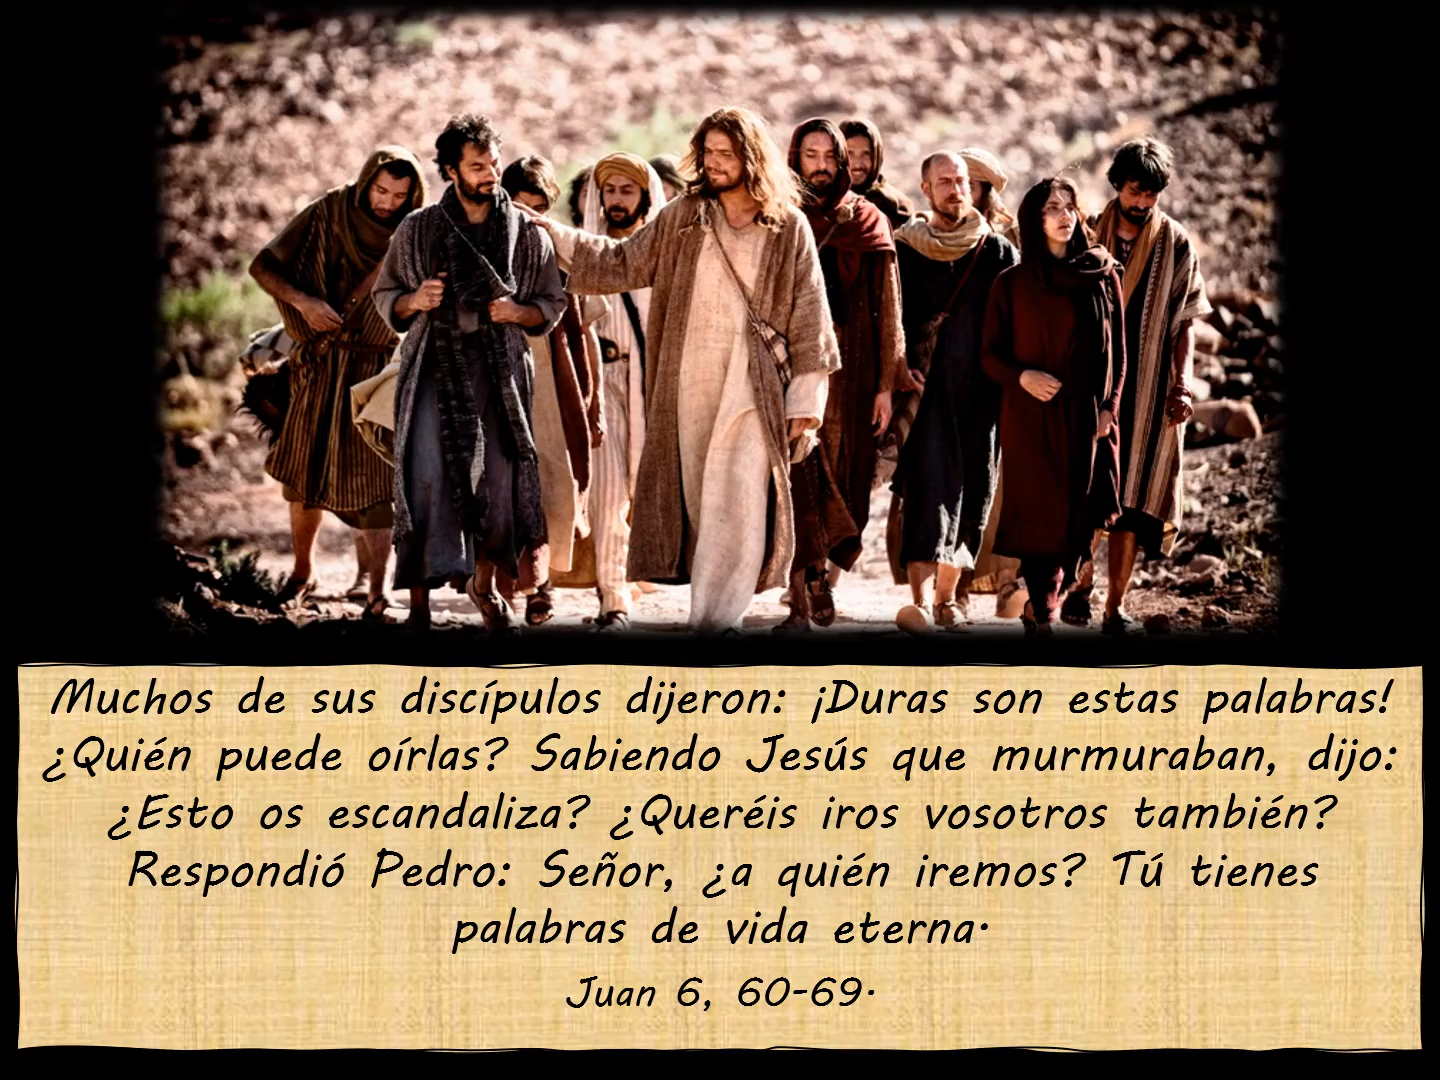 Muchos de sus discípulos dijeron: ¡Duras son estas palabras!
¿Quién puede oírlas? Sabiendo Jesús que murmuraban, dijo:
¿Esto os escandaliza? ¿Queréis iros vosotros también?
Respondió Pedro: Señor, ¿a quién iremos? Tú tienes
palabras de vida eterna.
Juan 6, 60-69.